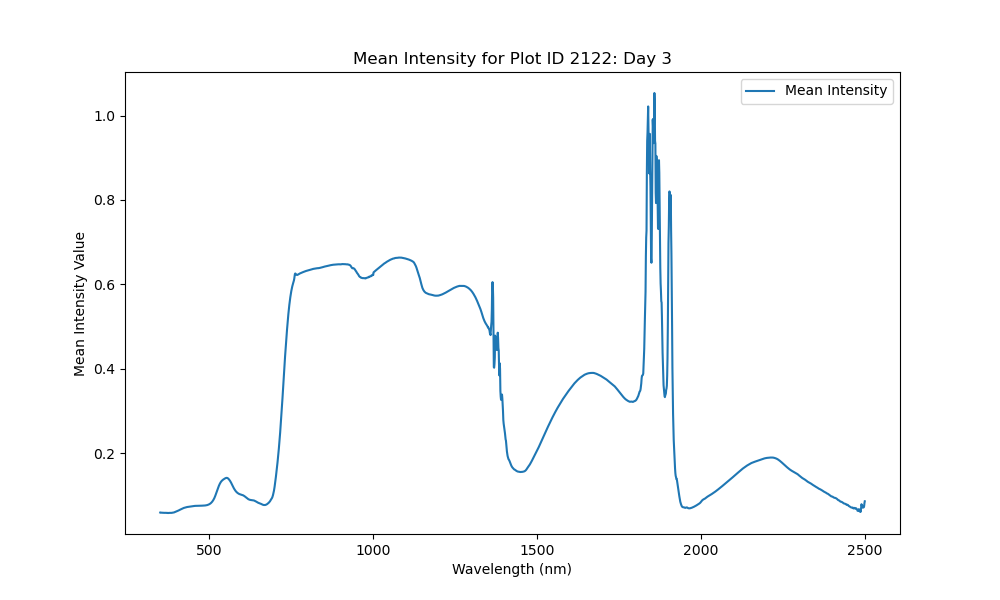 Mean Intensity for Plot ID 2122: Day 3
Mean Intensity
1.0
0.8
0.6
0.4
0.2
Mean Intensity Value
500
1000
1500
2000
2500
Wavelength (nm)